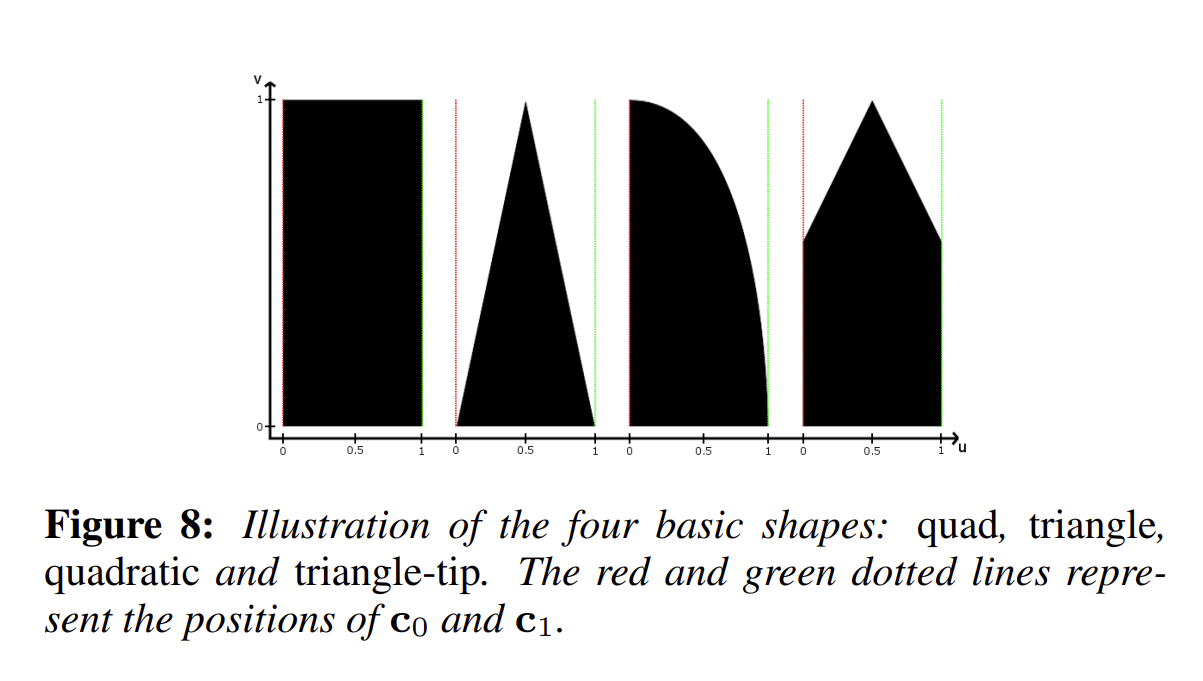 v
1
0
0 0.5 1 0 0.5 1 0 0.5 1 0 0.5 1 u
Figure 8: Illustration of the four basic shapes: quad, triangle,
quadratic and triangle-tip. The red and green dotted lines repre-
sent the positions of c₀ and c₁.